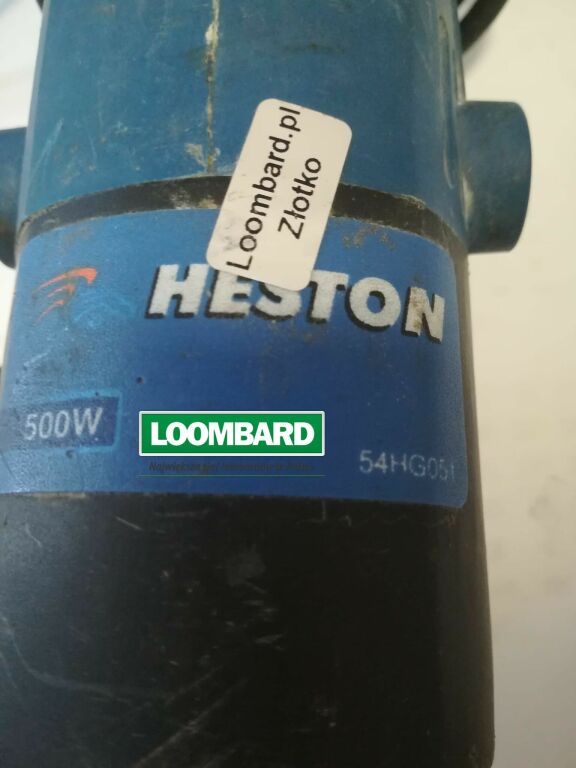 Loombard.pl
Złotko
HESTON
500W
LOOMBARD
54HG051